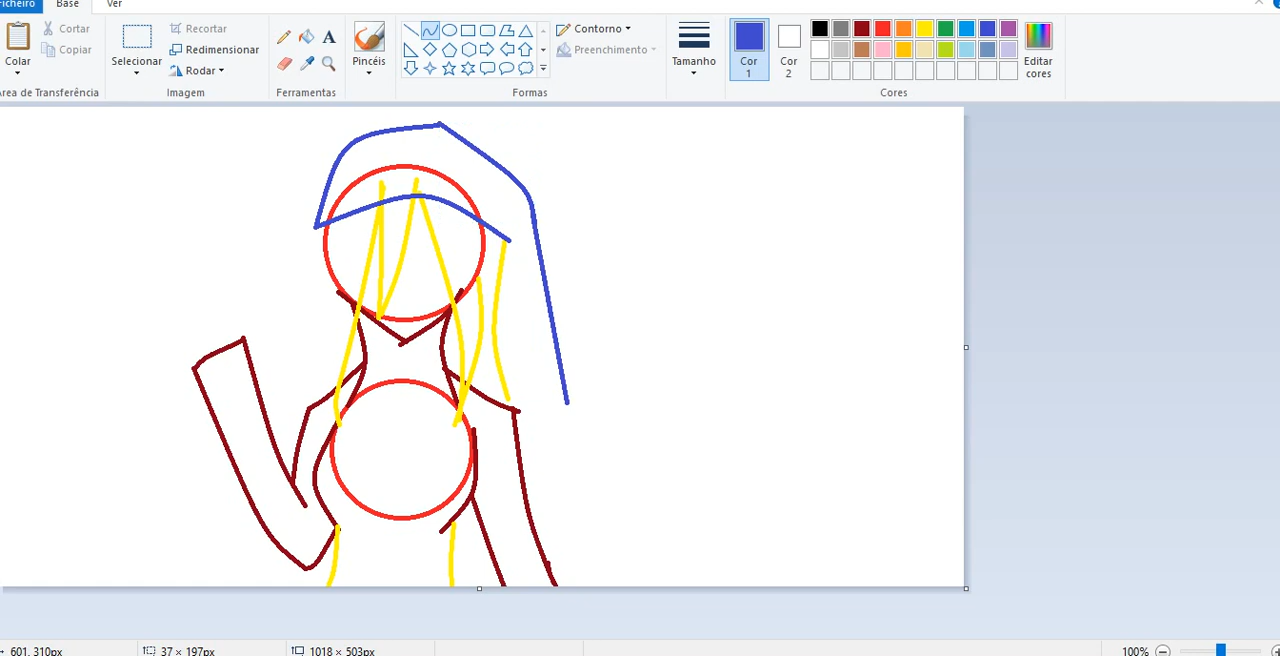 Ficheiro Base Ver
Colar
Cortar
Copiar
Área de Transferência
Selecionar
Recortar
Redimensionar
Rodar
Imagem
A
Ferramentas
Pincéis
Contorno
Preenchimento
Formas
Tamanho
Cor
1
Cor
2
Editar
cores
Cores
601, 310px
37 × 197px
1018 × 503px
100%